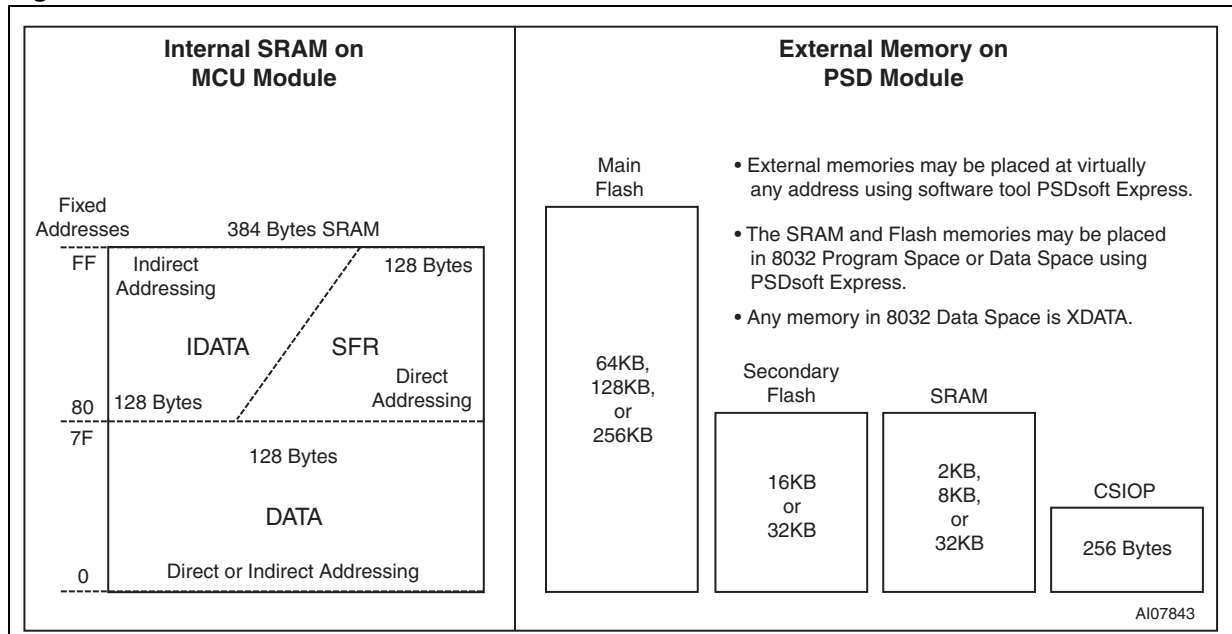 Internal SRAM on
MCU Module
Fixed
Addresses
384 Bytes SRAM
FF
Indirect
Addressing
128 Bytes
IDATA
SFR
Direct
Addressing
80
128 Bytes
7F
128 Bytes
DATA
0
Direct or Indirect Addressing
External Memory on
PSD Module
• External memories may be placed at virtually
any address using software tool PSDsoft Express.
• The SRAM and Flash memories may be placed
in 8032 Program Space or Data Space using
PSDsoft Express.
• Any memory in 8032 Data Space is XDATA.
Main
Flash
64KB,
128KB,
or
256KB
Secondary
Flash
16KB
or
32KB
SRAM
2KB,
8KB,
or
32KB
CSIOP
256 Bytes
AI07843